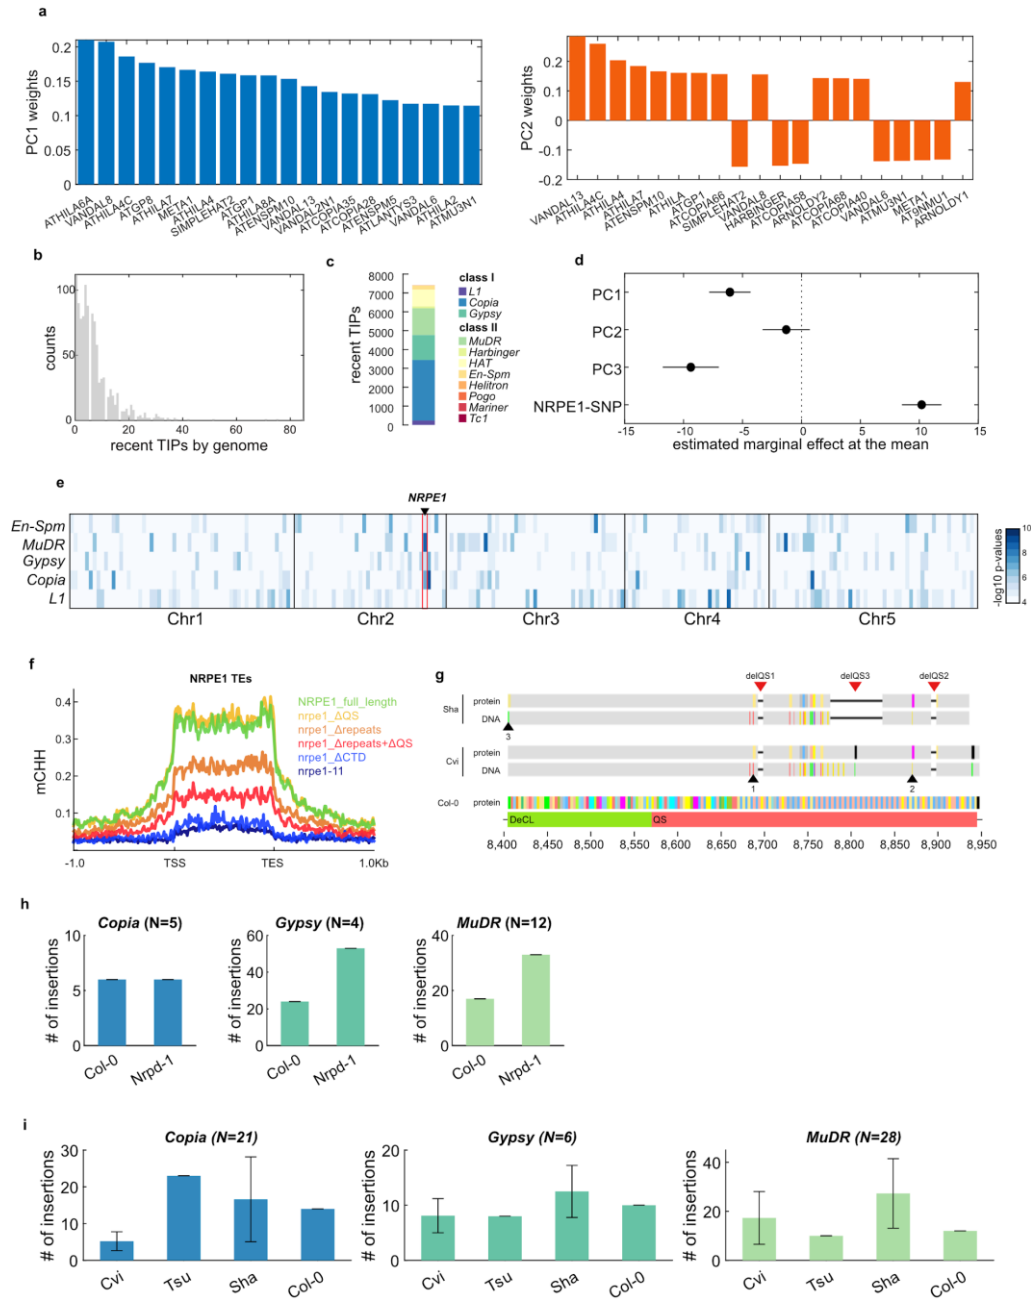 a
PC1 weights
0.2
0.15
0.1
0.05
0
ATHILA6A
VANDAL8
ATHILA4C
ATGP8
ATHILA7
META1
ATHILA4
SIMPLEHAT2
ATGP1
ATHILA8A
ATENSPM10
VANDAL13
VANDAL2N1
ATCOPIA35
ATCOPIA28
ATENSPM5
ATLANTYS3
VANDAL6
ATHILA2
ATMU3N1
PC2 weights
0.2
0.1
0
-0.1
-0.2
VANDAL13
ATHILA4C
ATHILA4
ATHILA7
ATENSPM10
ATHILA
ATGP1
ATCOPIA66
SIMPLEHAT2
VANDAL8
HARBINGER
ATCOPIA58
ARNOLDY2
ATCOPIA68
ATCOPIA40
VANDAL6
ATMU3N1
META1
AT9NMU1
ARNOLDY1
b
counts
100
50
0
0 20 40 60 80
recent TIPs by genome
c
recent TIPs
8000
7000
6000
5000
4000
3000
2000
1000
0
class I
L1
Copia
Gypsy
class II
MuDR
Harbinger
HAT
En-Spm
Helitron
Pogo
Mariner
Tc1
d
PC1
PC2
PC3
NRPE1-SNP
-15 -10 -5 0 5 10 15
estimated marginal effect at the mean
e
NRPE1
En-Spm
MuDR
Gypsy
Copia
L1
Chr1 Chr2 Chr3 Chr4 Chr5
-log10 p-values
10
8
6
4
f
NRPE1 TEs
mCHH
0.4
0.3
0.2
0.1
NRPE1_full_length
nrpe1_ΔQS
nrpe1_Δrepeats
nrpe1_Δrepeats+ΔQS
nrpe1_ΔCTD
nrpe1-11
-1.0 TSS TES 1.0Kb
g
delQS1 delQS3 delQS2
Sha
protein
DNA
3
Cvi
protein
DNA
1 2
Col-0 protein
DeCL QS
8,400 8,450 8,500 8,550 8,600 8,650 8,700 8,750 8,800 8,850 8,900 8,950
h
Copia (N=5)
# of insertions
10
5
0
Col-0 Nrpd-1
Gypsy (N=4)
# of insertions
60
40
20
0
Col-0 Nrpd-1
MuDR (N=12)
# of insertions
40
20
0
Col-0 Nrpd-1
i
Copia (N=21)
# of insertions
30
20
10
0
Cvi Tsu Sha Col-0
Gypsy (N=6)
# of insertions
20
10
0
Cvi Tsu Sha Col-0
MuDR (N=28)
# of insertions
40
20
0
Cvi Tsu Sha Col-0